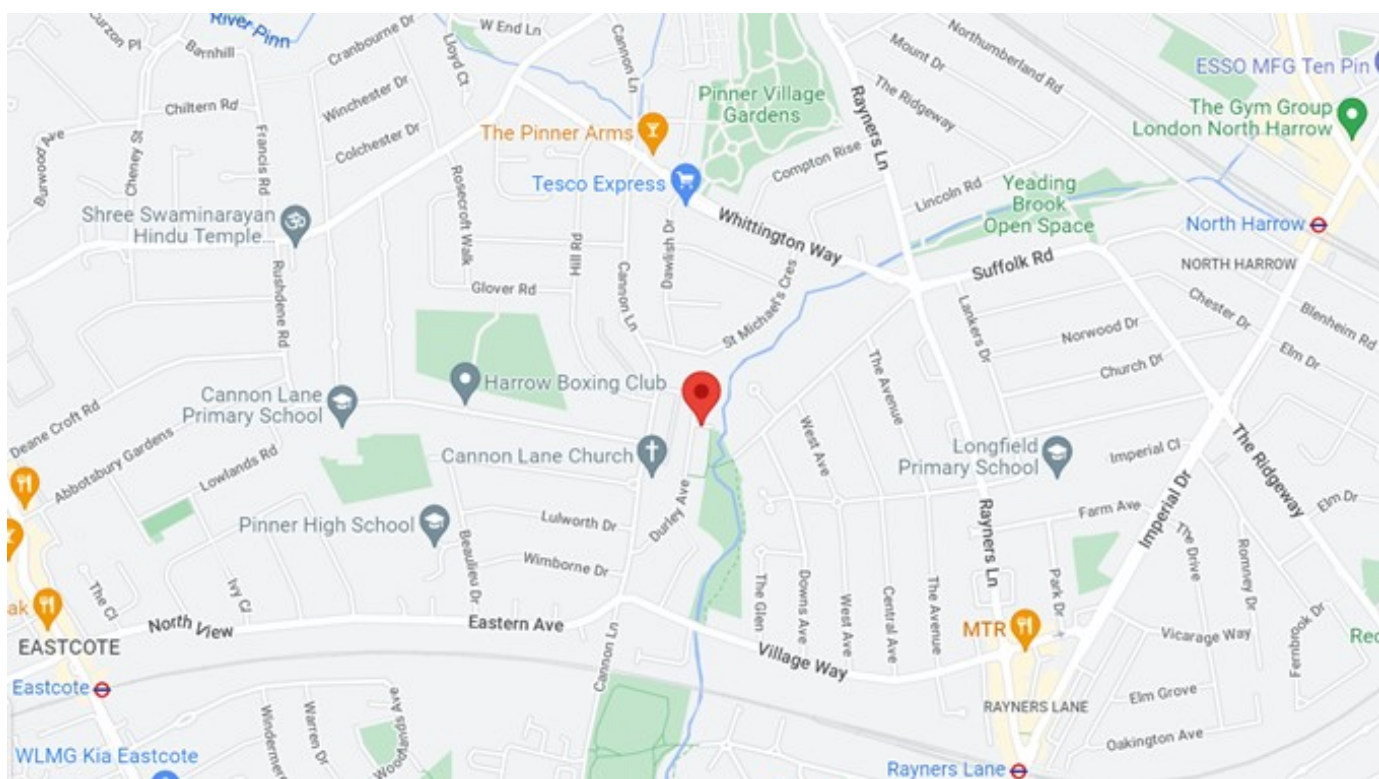 River Pinn
Curzon Pl
Barnhill
Cranbourne Dr
Lloyd Ct
W End Ln
Cannon Ln
Northumberland Rd
Mount Dr
ESSO MFG Ten Pin
Burwood Ave
Chiltern Rd
Cheney St
Francis Rd
Winchester Dr
Colchester Dr
The Pinner Arms
Pinner Village
Gardens
Rayners Ln
The Ridgeway
The Gym Group
London North Harrow
Rosecroft Walk
Tesco Express
Compton Rise
Lincoln Rd
Yeading
Brook
Open Space
Shree Swaminarayan
Hindu Temple...
Whittington Way
North Harrow
Rushdene Rd
Hill Rd
Cannon Ln
Dawlish Dr
Suffolk Rd
NORTH HARROW
Glover Rd
St Michael's Cres
Lankers Dr
Norwood Dr
Church Dr
Chester Dr
Blenheim Rd
Elm Dr
Harrow Boxing Club
The Avenue
Cannon Lane
Primary School
Deane Croft Rd
Abbotsbury Gardens
Lowlands Rd
Cannon Lane Church
West Ave
Longfield
Primary School
Imperial Cl
The Ridgeway
Pinner High School
Lulworth Dr
Durley Ave
Rayners Ln
Farm Ave
Imperial Dr
Elm Dr
The Drive
Romney Dr
Wimborne Dr
Beaulieu Dr
The Cl
Ivy Cl
The Glen
Downs Ave
West Ave
Central Ave
The Avenue
Park Dr
ak
EASTCOTE
North View
Eastern Ave
MTR
Vicarage Way
Fernbrook Dr
Rec
Cannon Ln
Village Way
Eastcote
Elm Grove
RAYNERS LANE
Oakington Ave
WLMG Kia Eastcote
Windermere
Warren Dr
Woodlands Ave
Rayners Lane